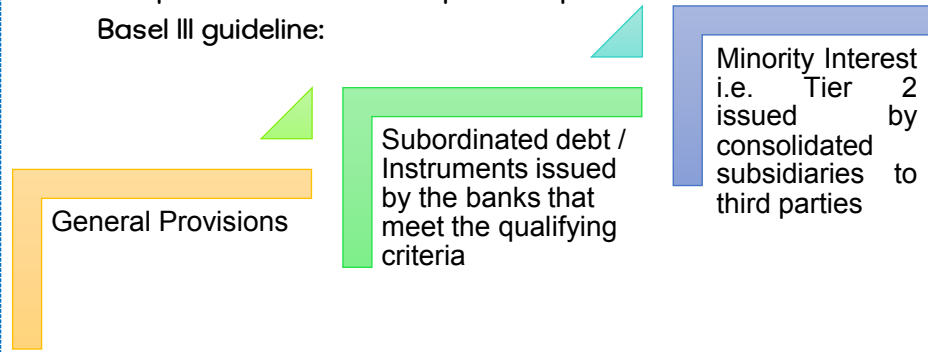 Basel III guideline:
General Provisions
Subordinated debt /
Instruments issued
by the banks that
meet the qualifying
criteria
Minority Interest
i.e. Tier 2
issued by
consolidated
subsidiaries to
third parties